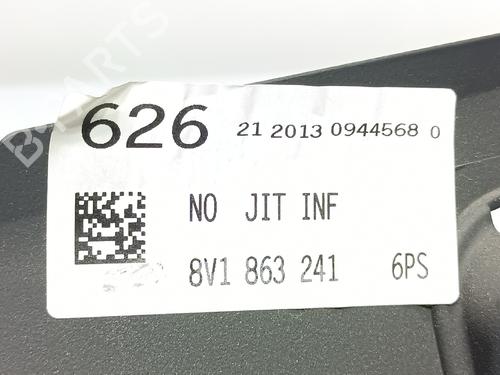 626 21 2013 0944568 0
NO JIT INF
8V1 863 241 6PS